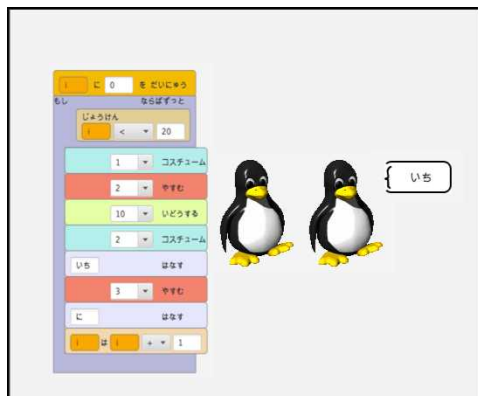 i に 0 を だいにゅう
もし ならばずっと
じょうけん
i < 20
1 コスチューム
2 やすむ
10 いどうする
2 コスチューム
いち はなす
3 やすむ
に はなす
i は i + 1
いち